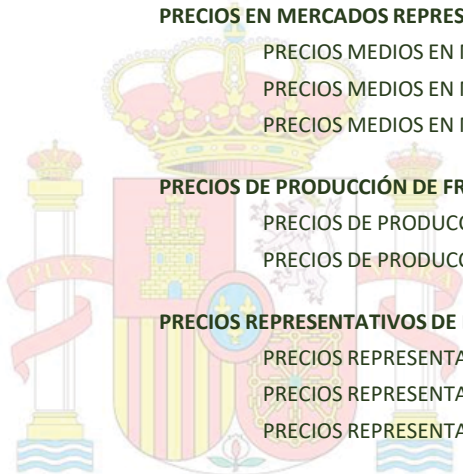 PRECIOS EN MERCADOS REPRES
PRECIOS MEDIOS EN
PRECIOS MEDIOS EN
PRECIOS MEDIOS EN
PRECIOS DE PRODUCCIÓN DE FR
PRECIOS DE PRODUCC
PRECIOS DE PRODUCC
PRECIOS REPRESENTATIVOS DE
PRECIOS REPRESENTA
PRECIOS REPRESENTA
PRECIOS REPRESENTA
PLVS